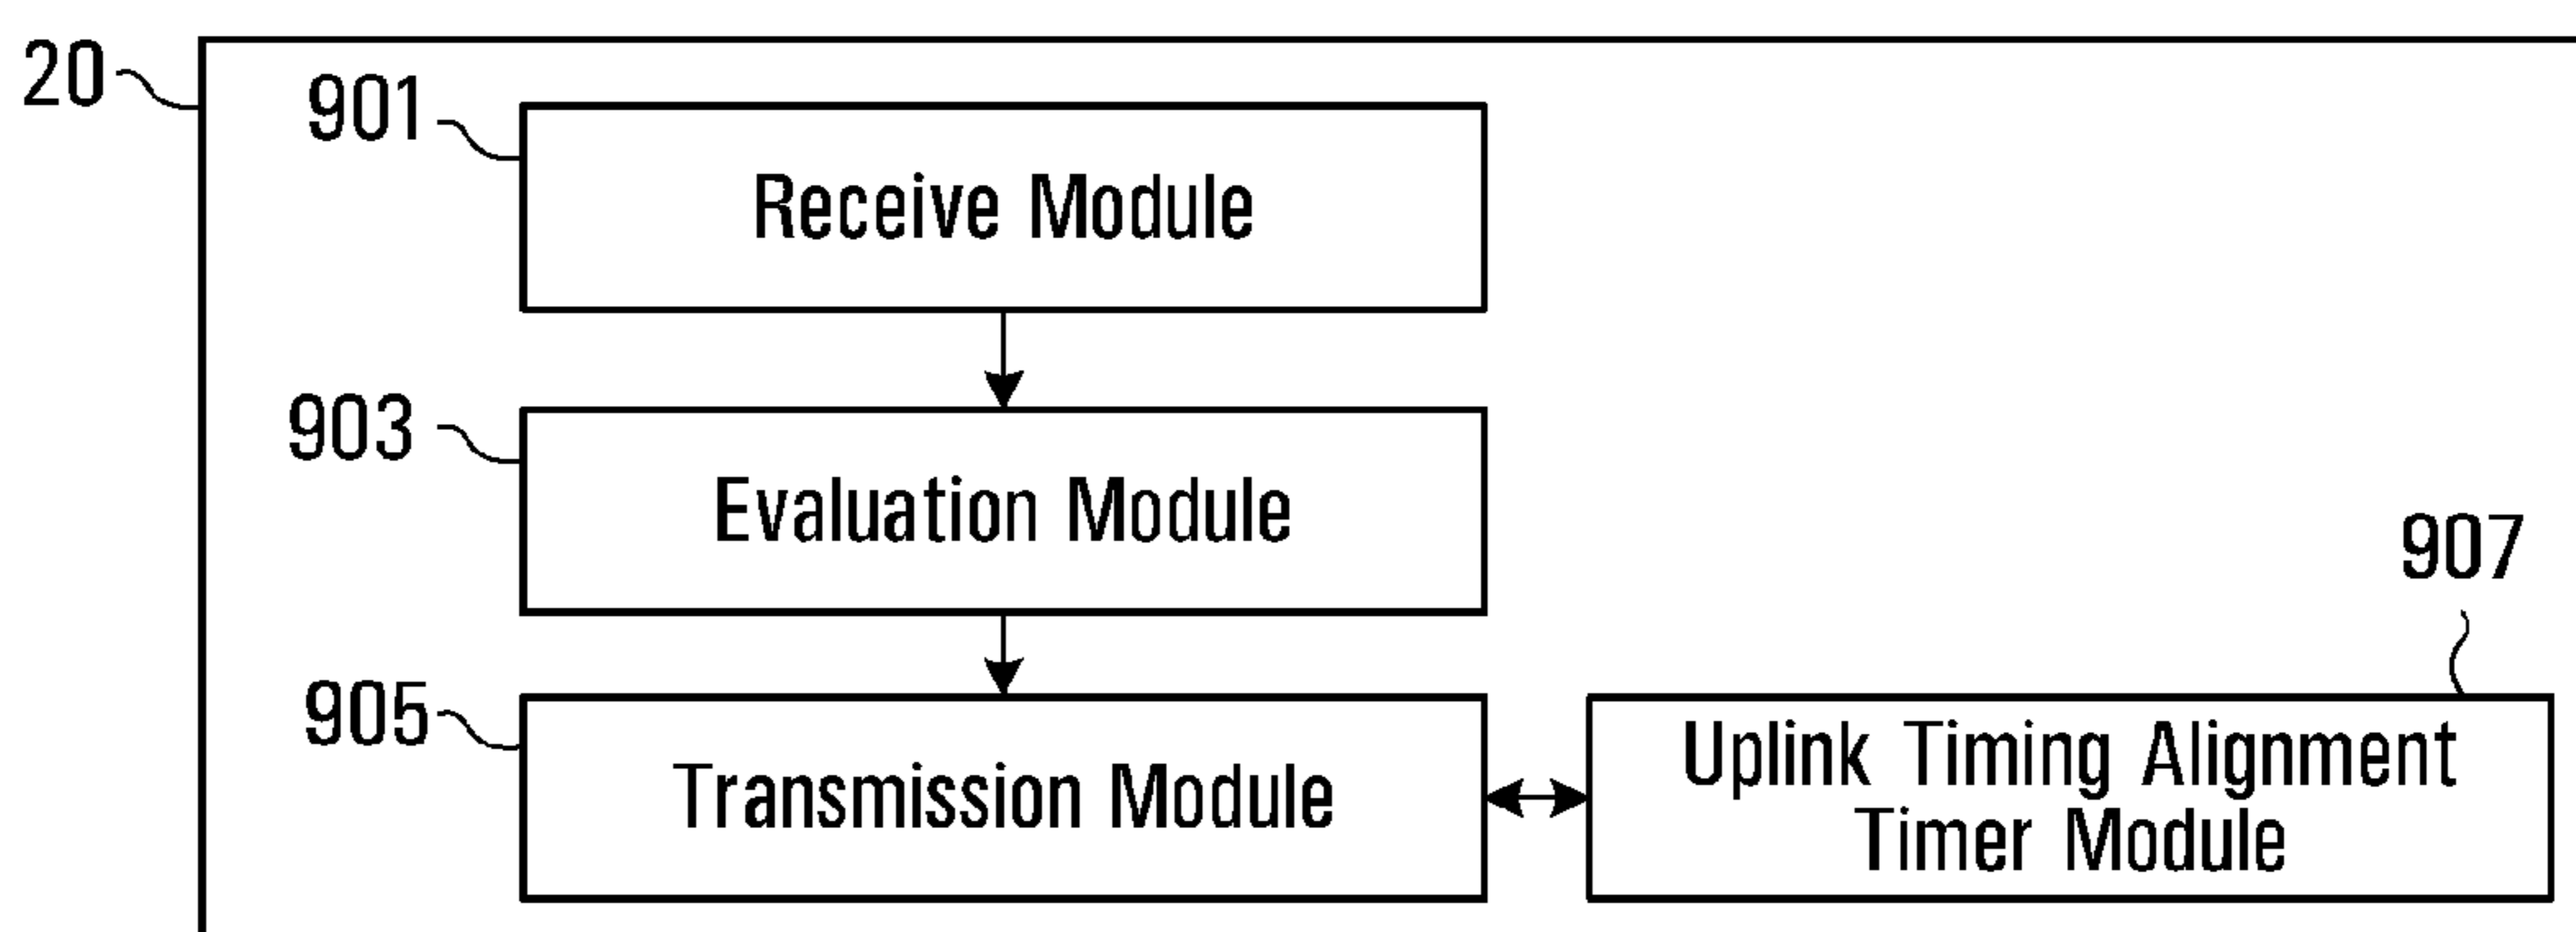 20
901
Receive Module
903
Evaluation Module
907
905
Transmission Module
Uplink Timing Alignment
Timer Module